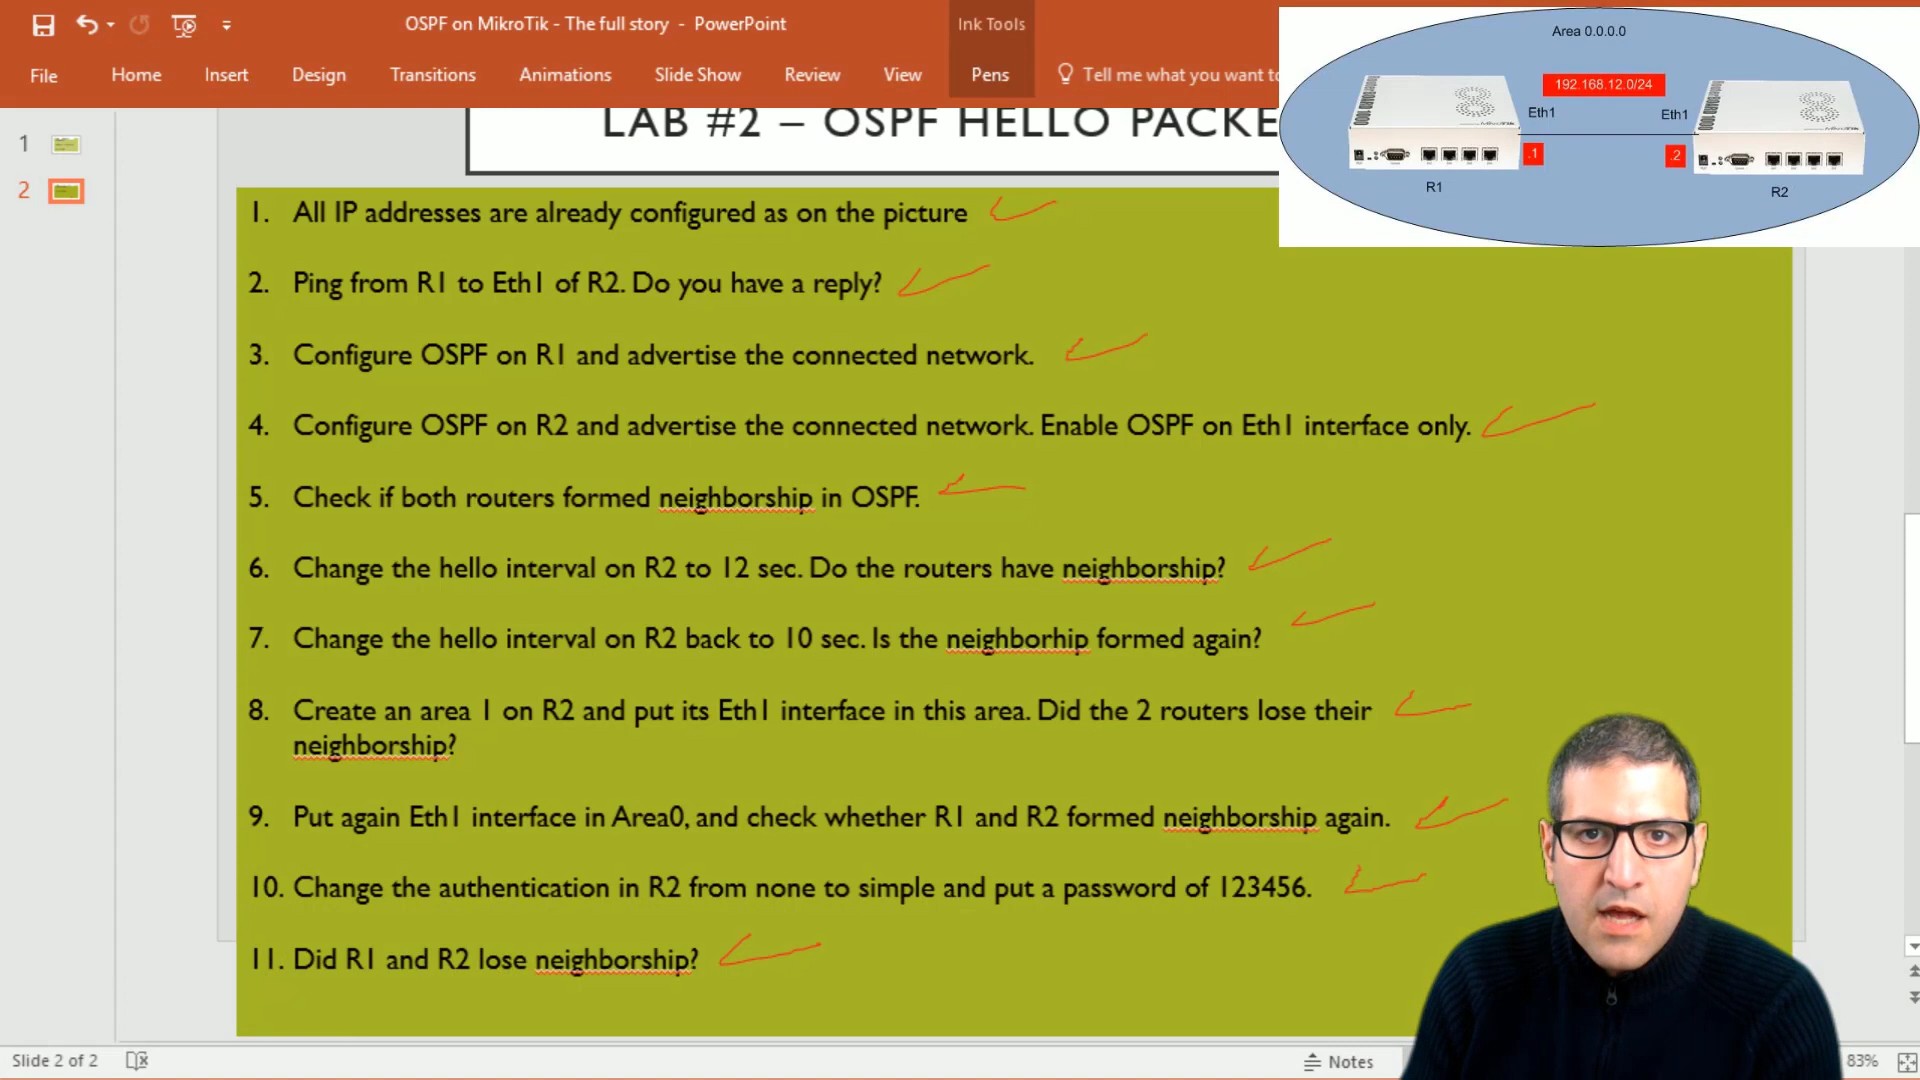 OSPF on MikroTik - The full story - PowerPoint
Ink Tools
File
Home
Insert
Design
Transitions
Animations
Slide Show
Review
View
Pens
Tell me what you want to
Area 0.0.0.0
192.168.12.0/24
Eth1
Eth1
.1
.2
R1
R2
1
2
LAB #2 – OSPF HELLO PACKE
1. All IP addresses are already configured as on the picture
2. Ping from R1 to Eth1 of R2. Do you have a reply?
3. Configure OSPF on R1 and advertise the connected network.
4. Configure OSPF on R2 and advertise the connected network. Enable OSPF on Eth1 interface only.
5. Check if both routers formed neighborship in OSPF.
6. Change the hello interval on R2 to 12 sec. Do the routers have neighborship?
7. Change the hello interval on R2 back to 10 sec. Is the neighborhip formed again?
8. Create an area 1 on R2 and put its Eth1 interface in this area. Did the 2 routers lose their
neighborship?
9. Put again Eth1 interface in Area0, and check whether R1 and R2 formed neighborship again.
10. Change the authentication in R2 from none to simple and put a password of 123456.
11. Did R1 and R2 lose neighborship?
Slide 2 of 2
Notes
83%